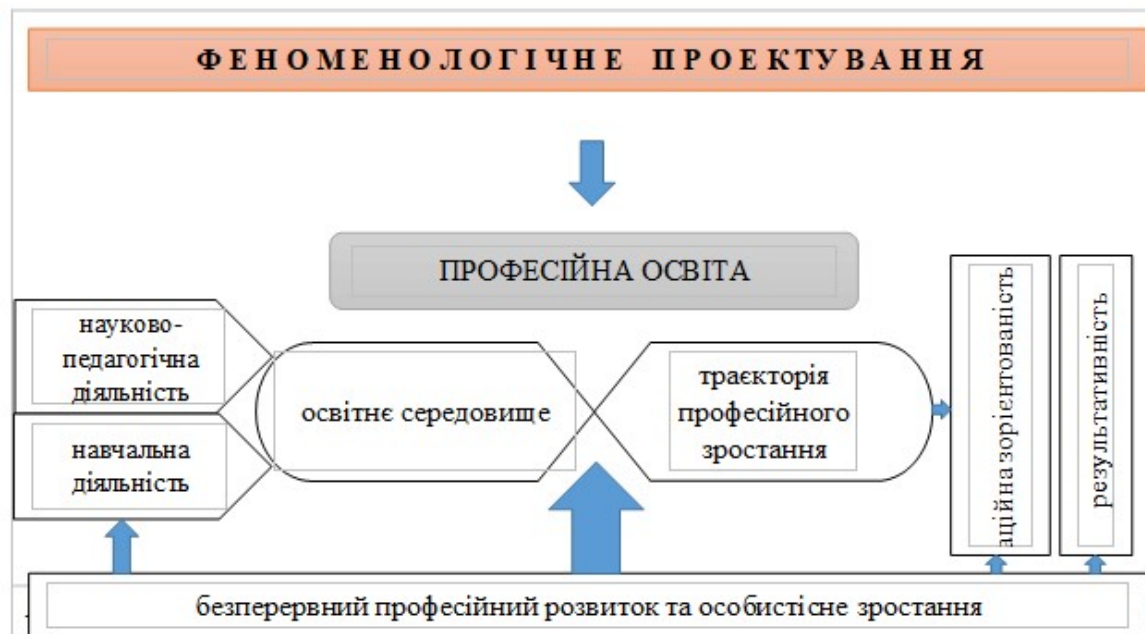 ФЕНОМЕНОЛОГІЧНЕ ПРОЕКТУВАННЯ
ПРОФЕСІЙНА ОСВІТА
науково-
педагогічна
діяльність
навчальна
діяльність
освітнє середовище
траєкторія
професійного
зростання
зорієнтованість
результативність
безперервний професійний розвиток та особистісне зростання